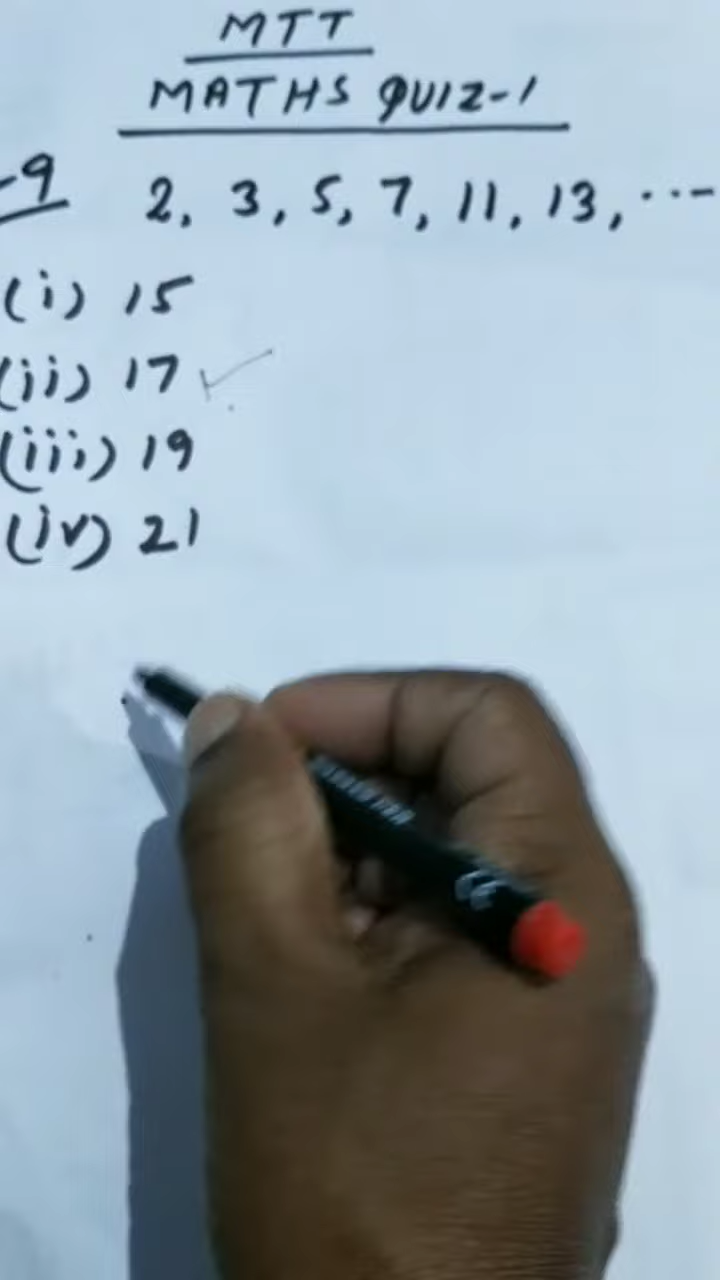 MTT
MATHS QUIZ-1
-9 2, 3, 5, 7, 11, 13, ...
(i) 15
(ii) 17 ✓
(iii) 19
(iv) 21